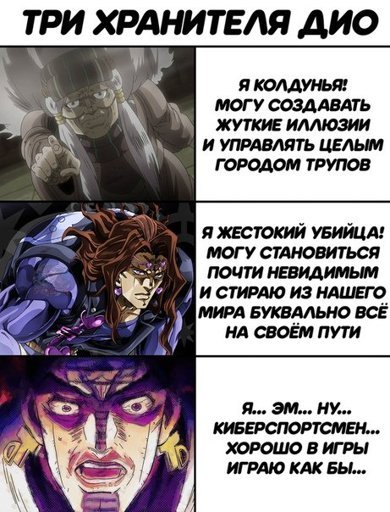 ТРИ ХРАНИТЕЛЯ ДИО
Я КОЛДУНЬЯ!
МОГУ СОЗДАВАТЬ
ЖУТКИЕ ИЛЛЮЗИИ
И УПРАВЛЯТЬ ЦЕЛЫМ
ГОРОДОМ ТРУПОВ
Я ЖЕСТОКИЙ УБИЙЦА!
МОГУ СТАНОВИТЬСЯ
ПОЧТИ НЕВИДИМЫМ
И СТИРАЮ ИЗ НАШЕГО
МИРА БУКВАЛЬНО ВСЁ
НА СВОЁМ ПУТИ
Я... ЭМ... НУ...
КИБЕРСПОРТСМЕН...
ХОРОШО В ИГРЫ
ИГРАЮ КАК БЫ...